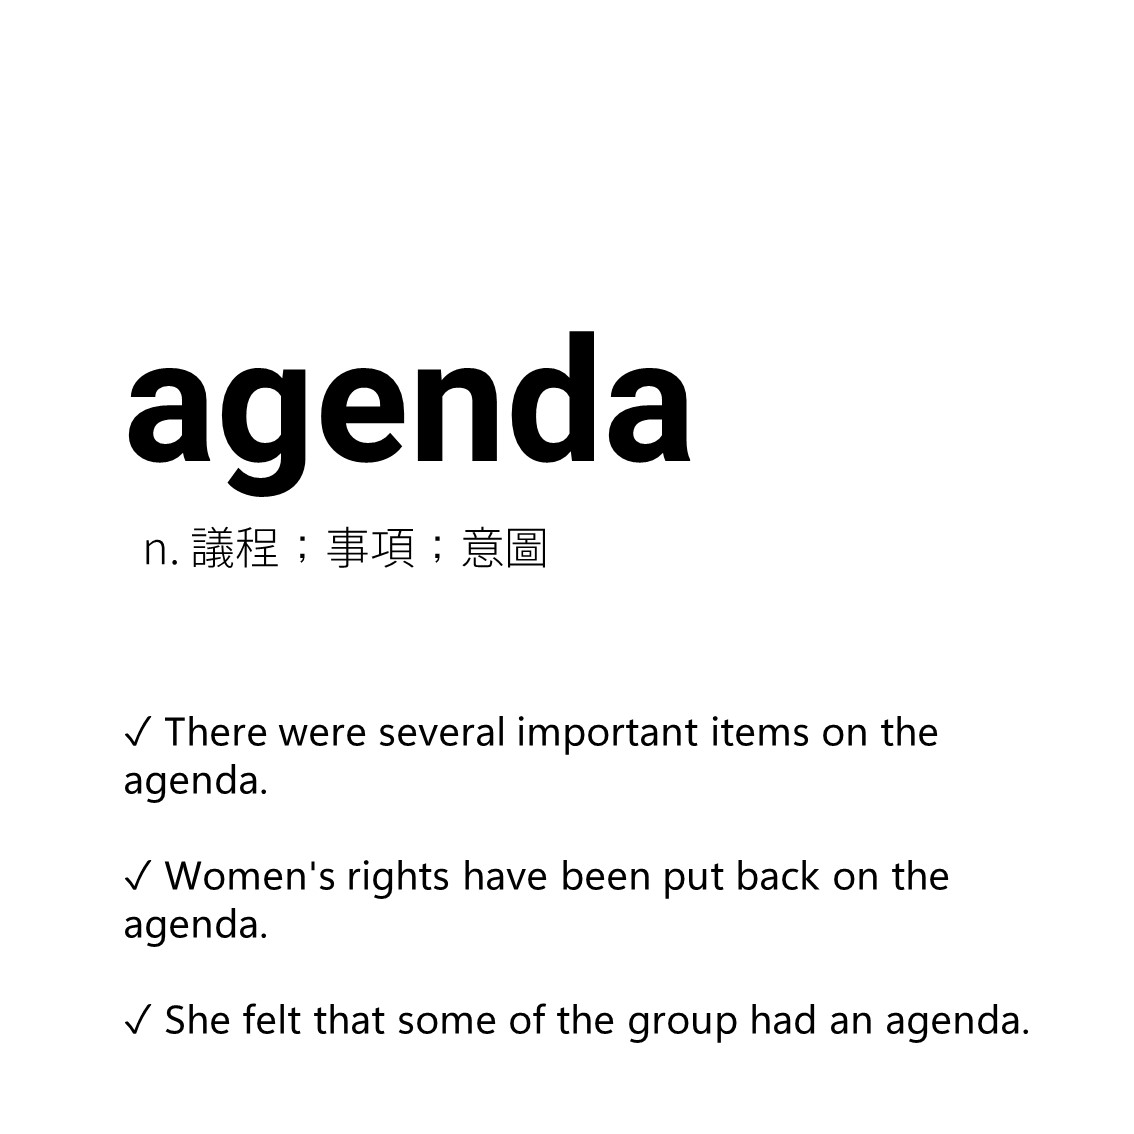 agenda
n. 議程；事項；意圖
✓ There were several important items on the
agenda.
✓ Women's rights have been put back on the
agenda.
✓ She felt that some of the group had an agenda.